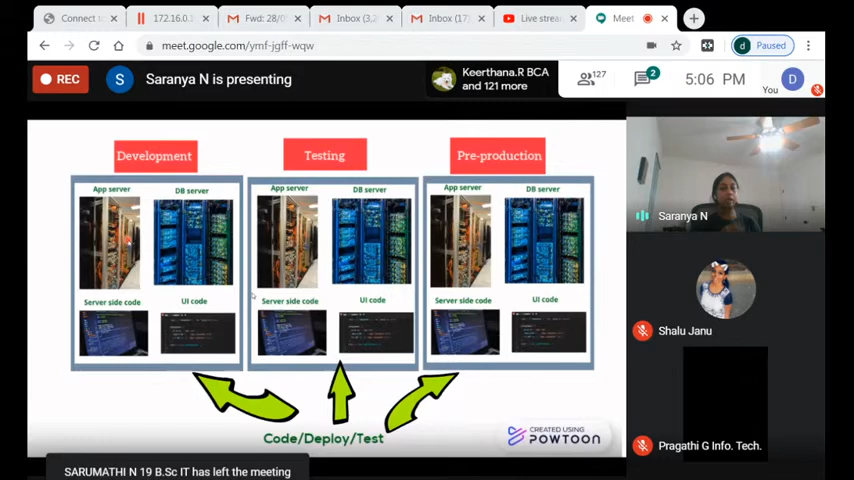 Connect to
172.16.0.1
Fwd: 28/0
Inbox (3,2
Inbox (17)
Live strea
Meet
meet.google.com/ymf-jgff-wqw
d
Paused
REC
S
Saranya N is presenting
Keerthana.R BCA
and 121 more
127
2
5:06 PM
You
D
Development
Testing
Pre-production
App server
DB server
App server
DB server
App server
DB server
Server side code
UI code
Server side code
UI code
Server side code
UI code
Code/Deploy/Test
CREATED USING
POWTOON
Saranya N
Shalu Janu
Pragathi G Info. Tech.
SARUMATHI N 19 B.Sc IT has left the meeting